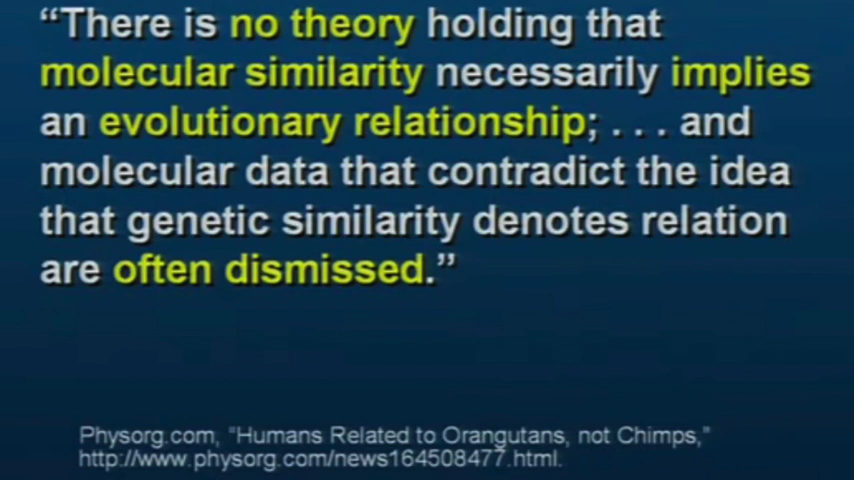 “There is no theory holding that
molecular similarity necessarily implies
an evolutionary relationship; . . . and
molecular data that contradict the idea
that genetic similarity denotes relation
are often dismissed.”
Physorg.com, “Humans Related to Orangutans, not Chimps,”
http://www.physorg.com/news164508477.html.